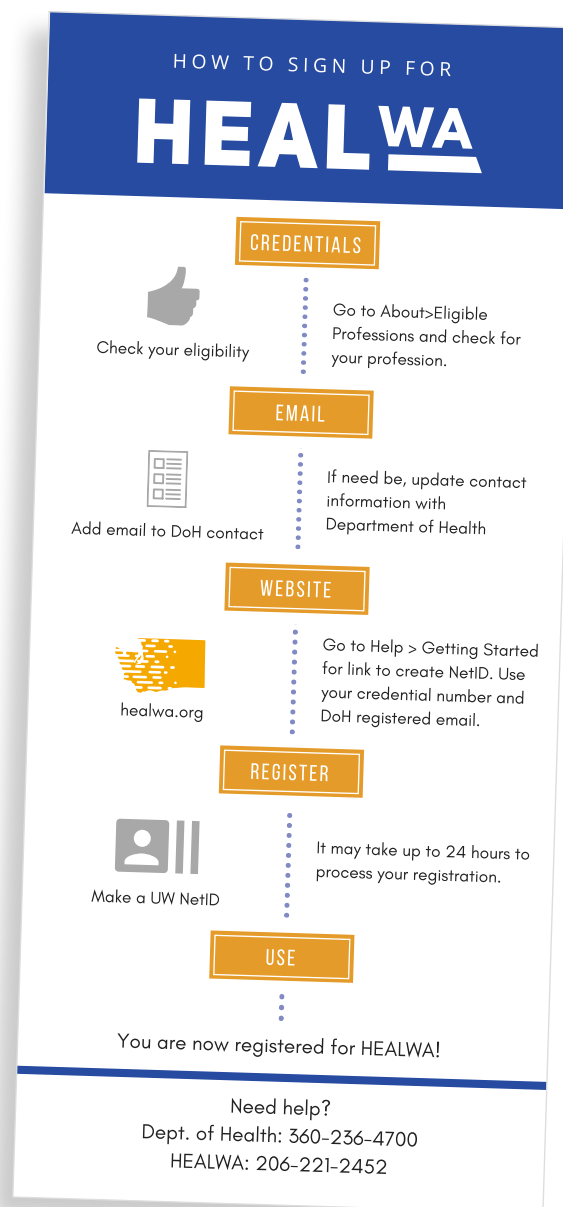 HOW TO SIGN UP FOR
HEALWA
CREDENTIALS
Check your eligibility
Go to About>Eligible
Professions and check for
your profession.
EMAIL
Add email to DoH contact
If need be, update contact
information with
Department of Health
WEBSITE
healwa.org
Go to Help > Getting Started
for link to create NetID. Use
your credential number and
DoH registered email.
REGISTER
Make a UW NetID
It may take up to 24 hours to
process your registration.
USE
You are now registered for HEALWA!
Need help?
Dept. of Health: 360-236-4700
HEALWA: 206-221-2452